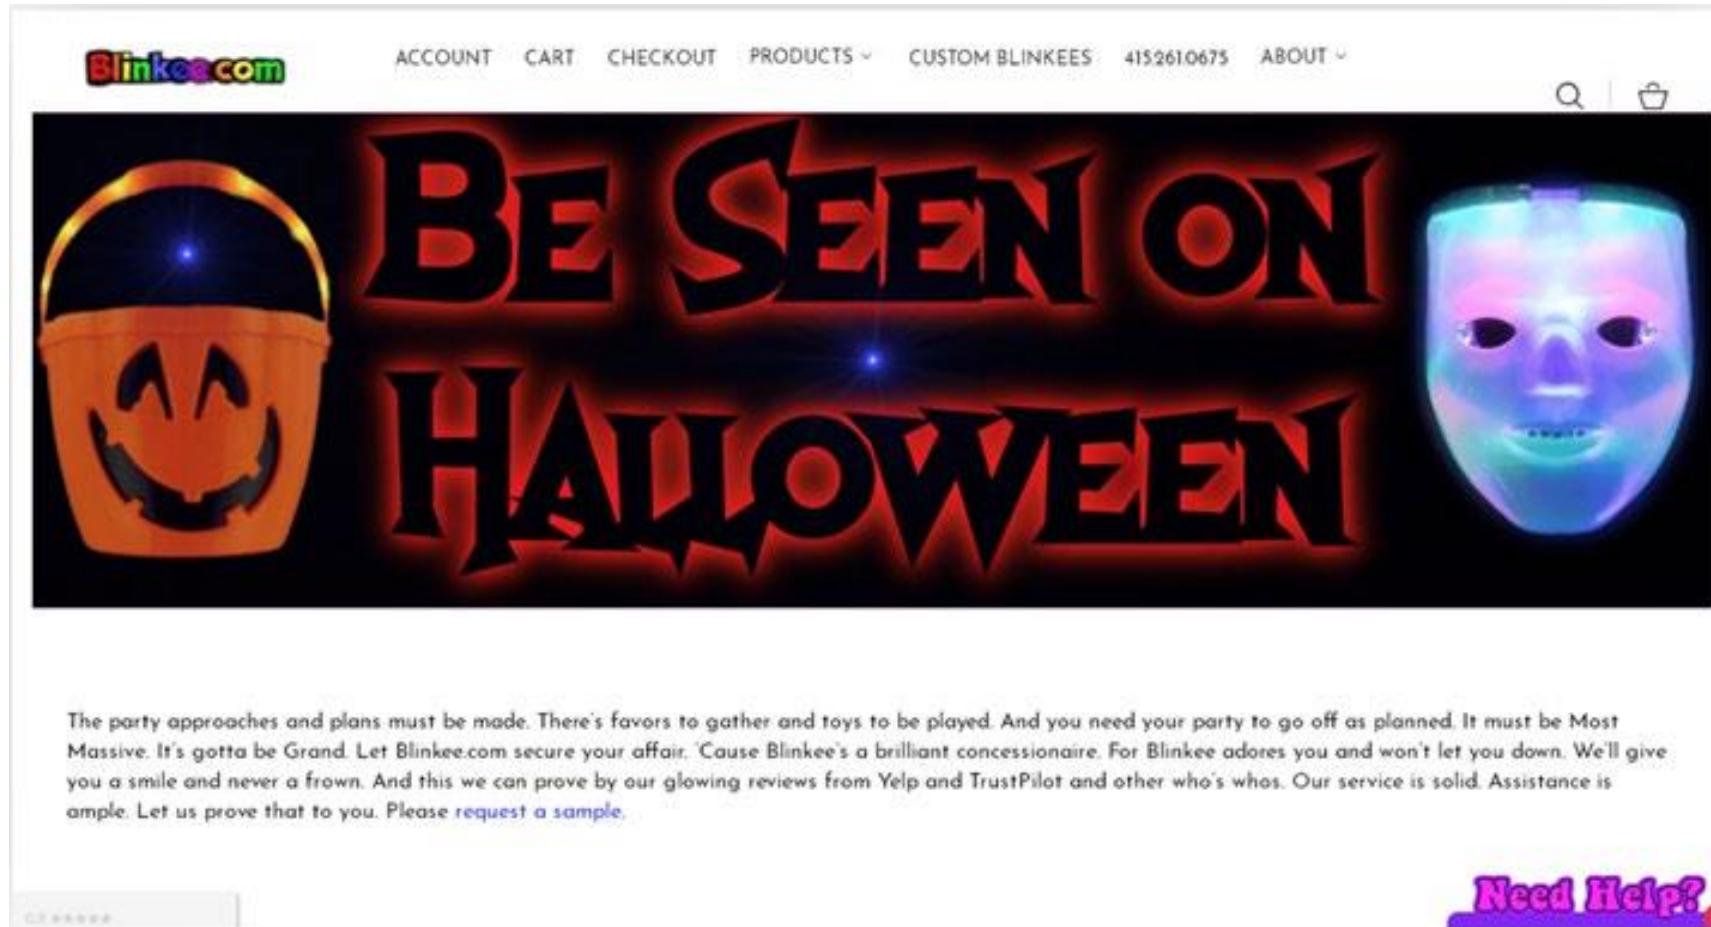 Blinkee.com
ACCOUNT CART CHECKOUT PRODUCTS CUSTOM BLINKEES 415.261.0675 ABOUT
BE SEEN ON
HALLOWEEN
The party approaches and plans must be made. There's favors to gather and toys to be played. And you need your party to go off as planned. It must be Most
Massive. It's gotta be Grand. Let Blinkee.com secure your affair. 'Cause Blinkee's a brilliant concessionaire. For Blinkee adores you and won't let you down. We'll give
you a smile and never a frown. And this we can prove by our glowing reviews from Yelp and TrustPilot and other who's whos. Our service is solid. Assistance is
ample. Let us prove that to you. Please request a sample.
Need Help?